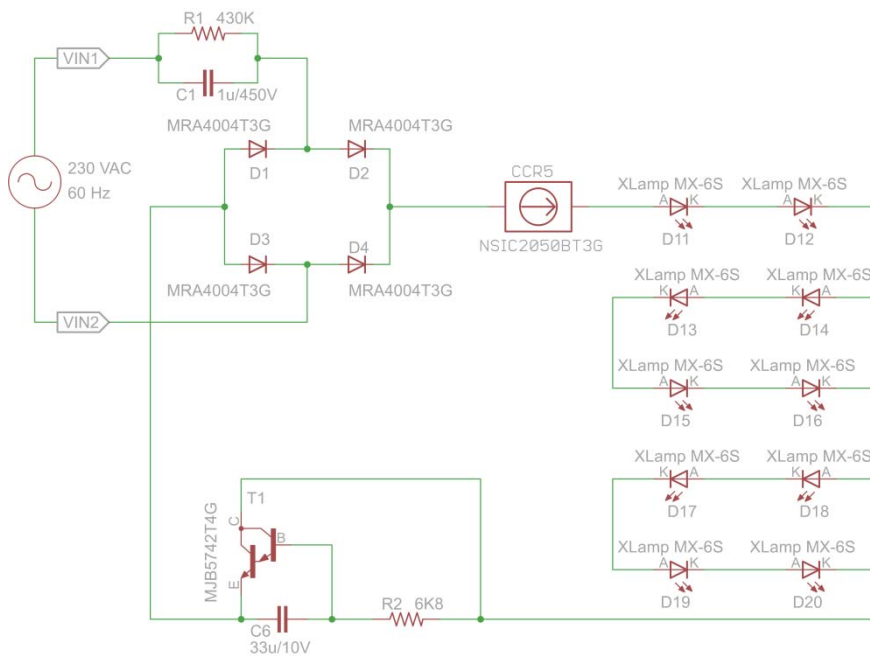 R1 430K
VIN1
C1 1u/450V
MRA4004T3G MRA4004T3G
D1 D2
230 VAC
60 Hz
CCR5
NSIC2050BT3G
XLamp MX-6S XLamp MX-6S
A K A K
D11 D12
D3 D4
MRA4004T3G MRA4004T3G
VIN2
XLamp MX-6S XLamp MX-6S
K A K A
D13 D14
XLamp MX-6S XLamp MX-6S
A K A K
D15 D16
XLamp MX-6S XLamp MX-6S
K A K A
D17 D18
XLamp MX-6S XLamp MX-6S
A K A K
D19 D20
MJB5742T4G
T1
C
B
E
R2 6K8
C6
33u/10V